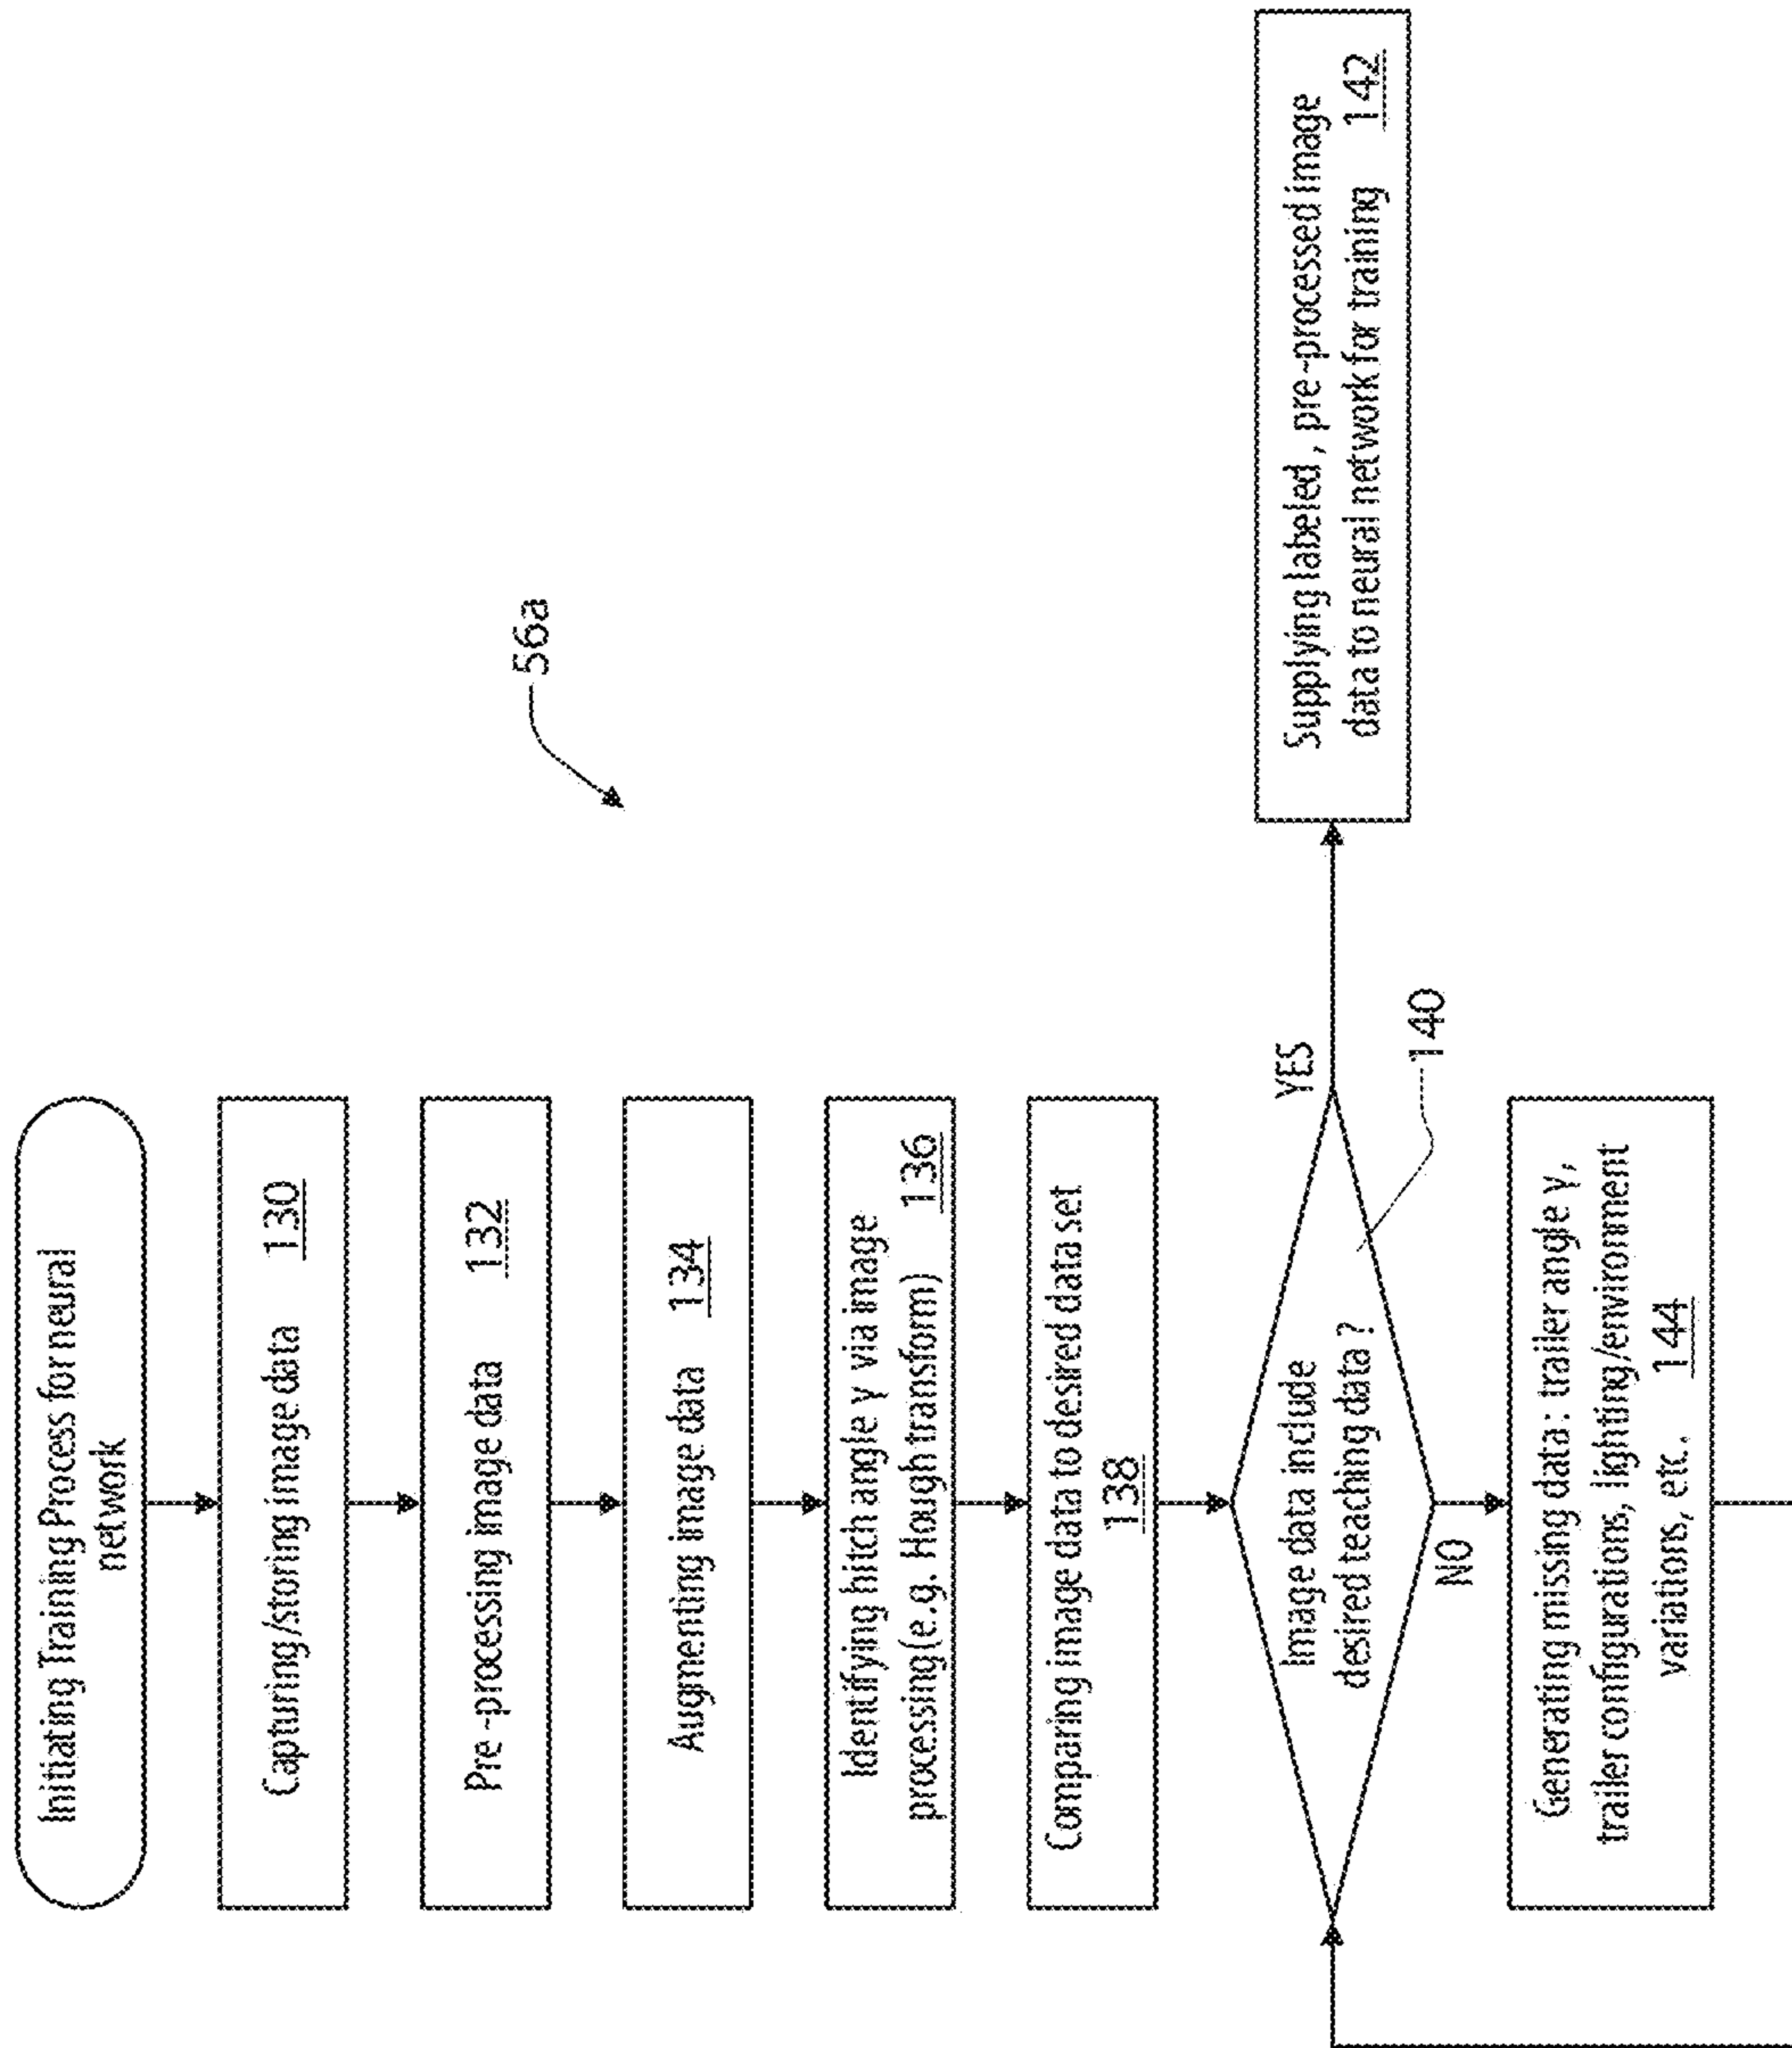 Initiating Training Process for neural
network
56a
Capturing/storing image data 130
Pre-processing image data 132
Augmenting image data 134
Identifying hitch angle γ via image
processing(e.g. Hough transform) 136
Comparing image data to desired data set
138
Image data include
desired teaching data?
140
YES
NO
Supplying labeled, pre-processed image
data to neural network for training 142
Generating missing data: trailer angle γ,
trailer configurations, lighting/environment
variations, etc. 144